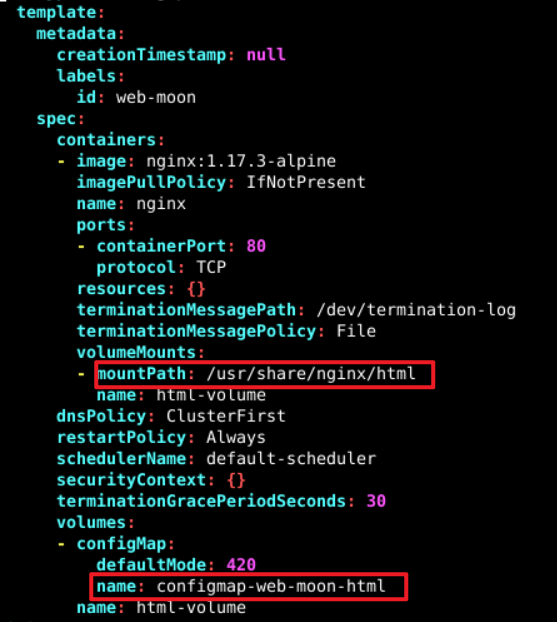 template:
metadata:
creationTimestamp: null
labels:
id: web-moon
spec:
containers:
- image: nginx:1.17.3-alpine
imagePullPolicy: IfNotPresent
name: nginx
ports:
- containerPort: 80
protocol: TCP
resources: {}
terminationMessagePath: /dev/termination-log
terminationMessagePolicy: File
volumeMounts:
- mountPath: /usr/share/nginx/html
name: html-volume
dnsPolicy: ClusterFirst
restartPolicy: Always
schedulerName: default-scheduler
securityContext: {}
terminationGracePeriodSeconds: 30
volumes:
- configMap:
defaultMode: 420
name: configmap-web-moon-html
name: html-volume